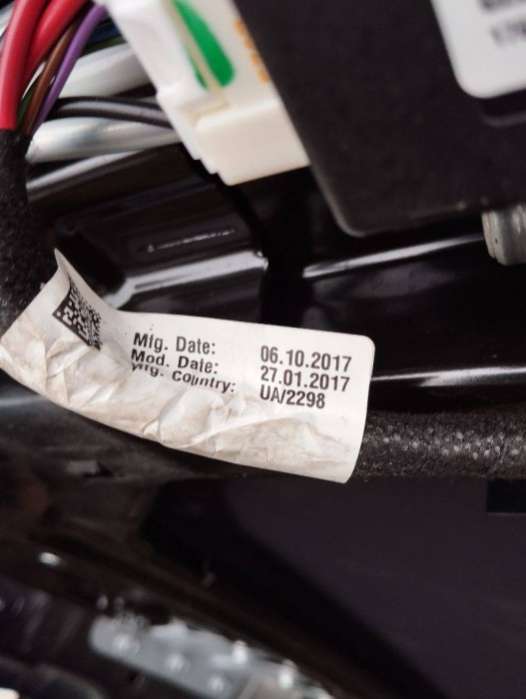 Mfg. Date: 06.10.2017
Mod. Date: 27.01.2017
Mfg. Country: UA/2298